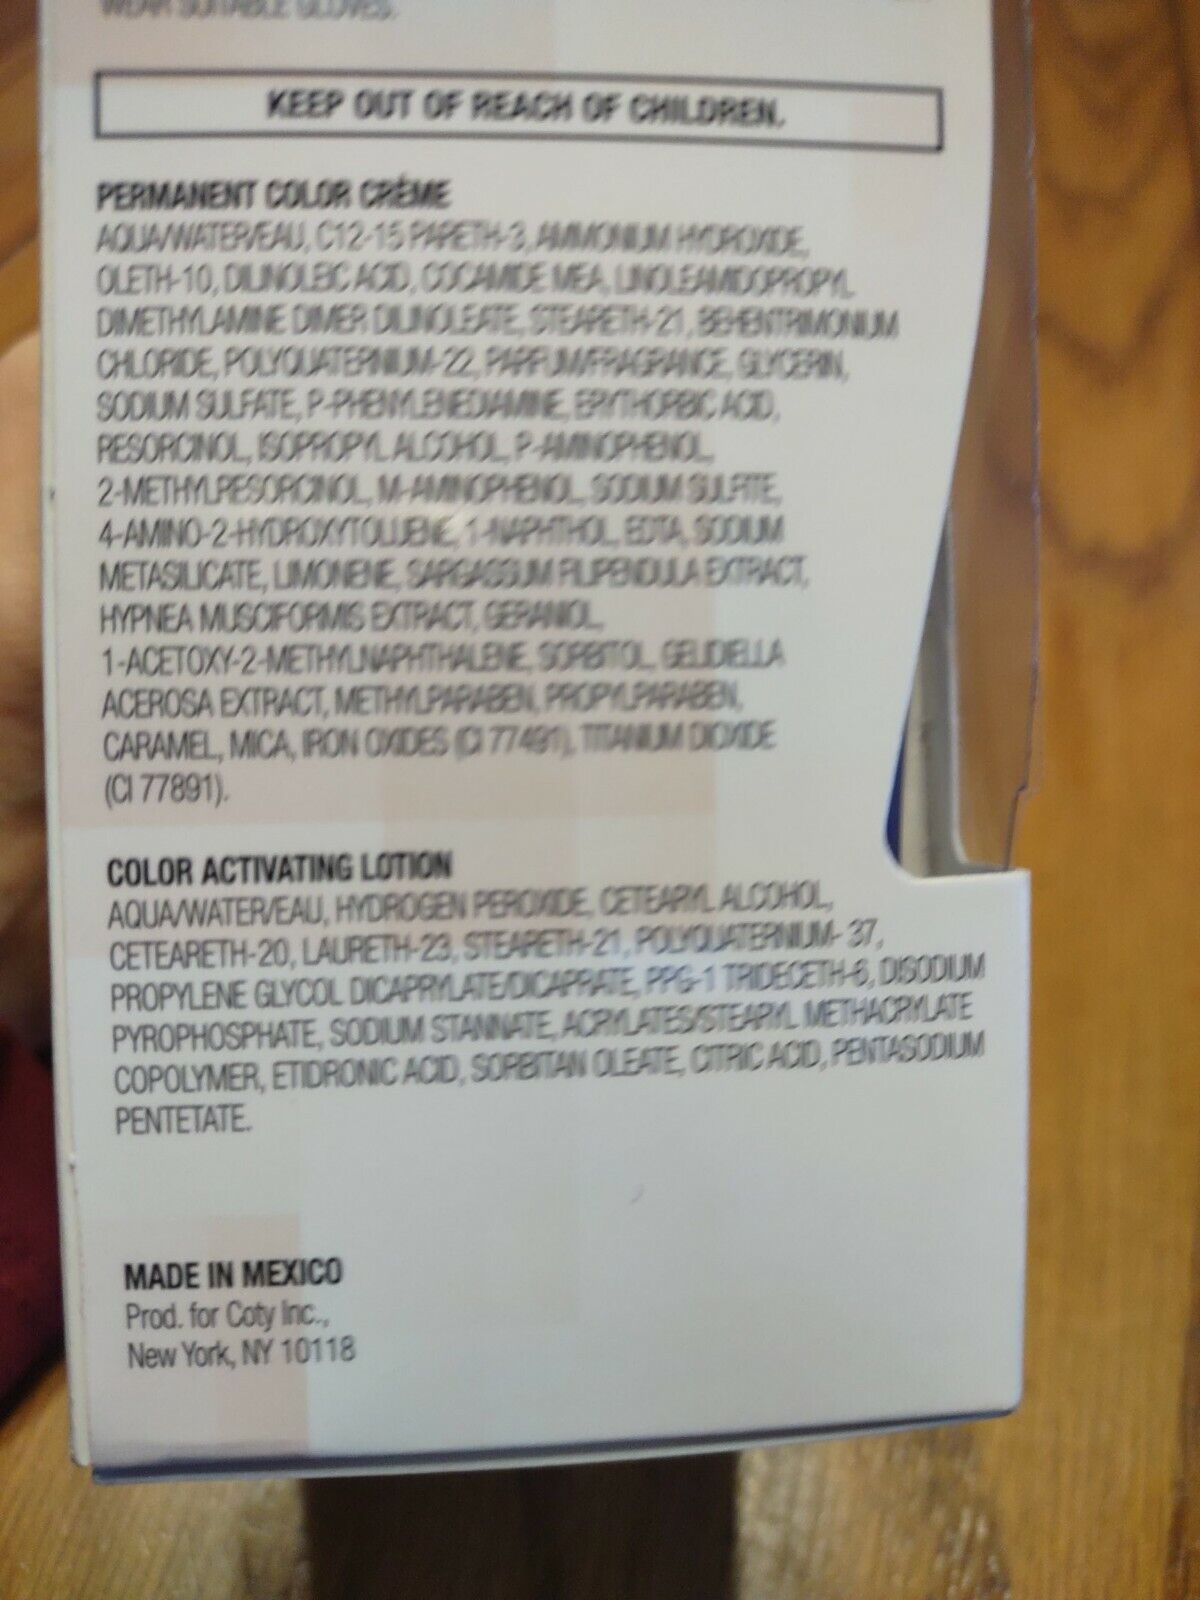 WEAR SUITABLE GLOVES.
KEEP OUT OF REACH OF CHILDREN.
PERMANENT COLOR CRÈME
AQUA/WATER/EAU, C12-15 PARETH-3, AMMONIUM HYDROXIDE,
OLETH-10, DILINOLEIC ACID, COCAMIDE MEA, LINOLEAMIDOPROPYL
DIMETHYLAMINE DIMER DILINOLEATE, STEARETH-21, BEHENTRIMONIUM
CHLORIDE, POLYQUATERNIUM-22, PARFUM/FRAGRANCE, GLYCERIN,
SODIUM SULFATE, P-PHENYLENEDIAMINE, ERYTHORBIC ACID,
RESORCINOL, ISOPROPYL ALCOHOL, P-AMINOPHENOL,
2-METHYLRESORCINOL, M-AMINOPHENOL, SODIUM SULFITE,
4-AMINO-2-HYDROXYTOLUENE, 1-NAPHTHOL, EDTA, SODIUM
METASILICATE, LIMONENE, SARGASSUM FILIPENDULA EXTRACT,
HYPNEA MUSCIFORMIS EXTRACT, GERANIOL,
1-ACETOXY-2-METHYLNAPHTHALENE, SORBITOL, GELIDIELLA
ACEROSA EXTRACT, METHYLPARABEN, PROPYLPARABEN,
CARAMEL, MICA, IRON OXIDES (CI 77491), TITANIUM DIOXIDE
(CI 77891).
COLOR ACTIVATING LOTION
AQUA/WATER/EAU, HYDROGEN PEROXIDE, CETEARYL ALCOHOL,
CETEARETH-20, LAURETH-23, STEARETH-21, POLYQUATERNIUM- 37,
PROPYLENE GLYCOL DICAPRYLATE/DICAPRATE, PPG-1 TRIDECETH-6, DISODIUM
PYROPHOSPHATE, SODIUM STANNATE, ACRYLATES/STEARYL METHACRYLATE
COPOLYMER, ETIDRONIC ACID, SORBITAN OLEATE, CITRIC ACID, PENTASODIUM
PENTETATE.
MADE IN MEXICO
Prod. for Coty Inc.,
New York, NY 10118